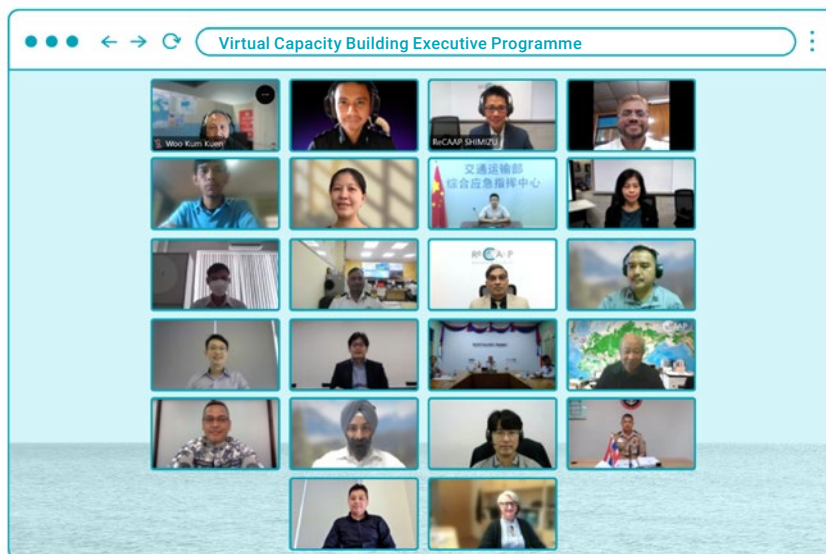 Virtual Capacity Building Executive Programme
Woo Kum Kuen
ReCAAP SHIMIZU
交通运输部
综合应急指挥中心
ReCAAP